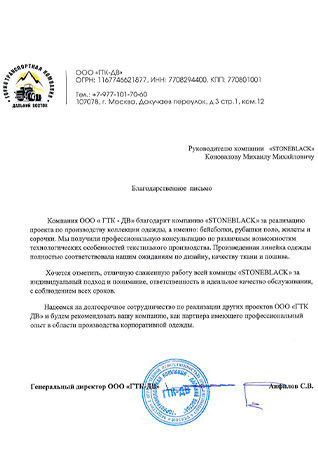 ГОРНО-ТРАНСПОРТНАЯ КОМПАНИЯ
ДАЛЬНИЙ ВОСТОК
ООО «ГТК-ДВ»
ОГРН: 1167746621877, ИНН: 7708294400, КПП: 770801001
Тел.: +7-977-101-70-60
107078, г. Москва, Докучаев переулок, д.3 стр.1, ком.12
Руководителю компании «STONEBLACK»
Коновалову Михаилу Михайловичу
Благодарственное письмо
Компания ООО « ГТК - ДВ» благодарит компанию «STONEBLACK» за реализацию
проекта по производству коллекции одежды, а именно: бейсболки, рубашки поло, жилеты и
сорочки. Мы получили профессиональную консультацию по различным возможностям
технологических особенностей текстильного производства. Произведенная линейка одежды
полностью соответствовала нашим ожиданиям по дизайну, качеству ткани и пошива.
Хочется отметить, отличную слаженную работу всей команды «STONEBLACK» за
индивидуальный подход и понимание, ответственность и идеальное качество обслуживания,
с соблюдением всех сроков.
Надеемся на долгосрочное сотрудничество по реализации других проектов ООО «ГТК
ДВ» и будем рекомендовать вашу компанию, как партнера имеющего профессиональный
опыт в области производства корпоративной одежды.
Генеральный директор ООО «ГТК-ДВ»
ГТК-ДВ
Анфилов С.В.